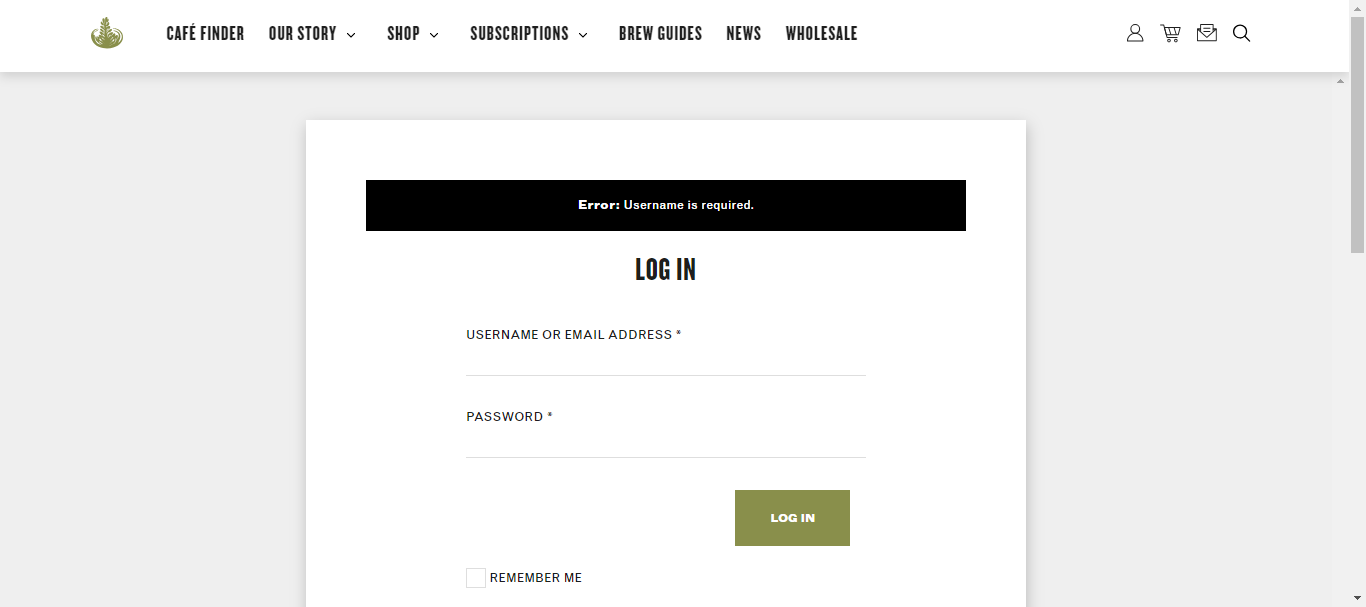 CAFÉ FINDER OUR STORY SHOP SUBSCRIPTIONS BREW GUIDES NEWS WHOLESALE
Error: Username is required.
LOG IN
USERNAME OR EMAIL ADDRESS *
PASSWORD *
LOG IN
REMEMBER ME